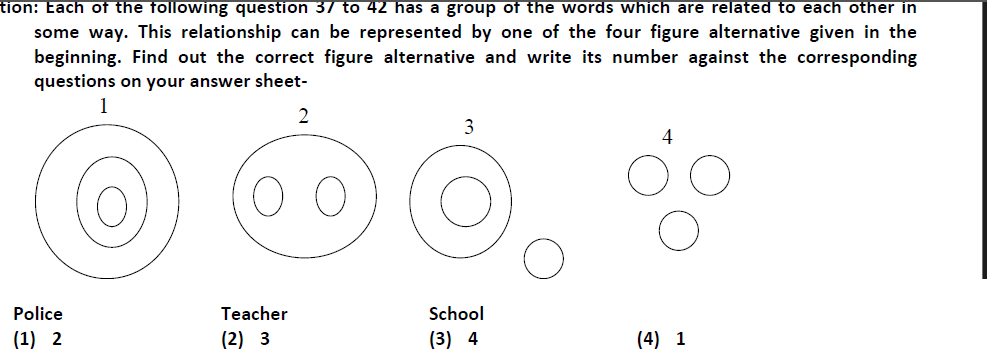 tion: Each of the following question 37 to 42 has a group of the words which are related to each other in
some way. This relationship can be represented by one of the four figure alternative given in the
beginning. Find out the correct figure alternative and write its number against the corresponding
questions on your answer sheet-
1
2
3
4
Police Teacher School
(1) 2 (2) 3 (3) 4 (4) 1